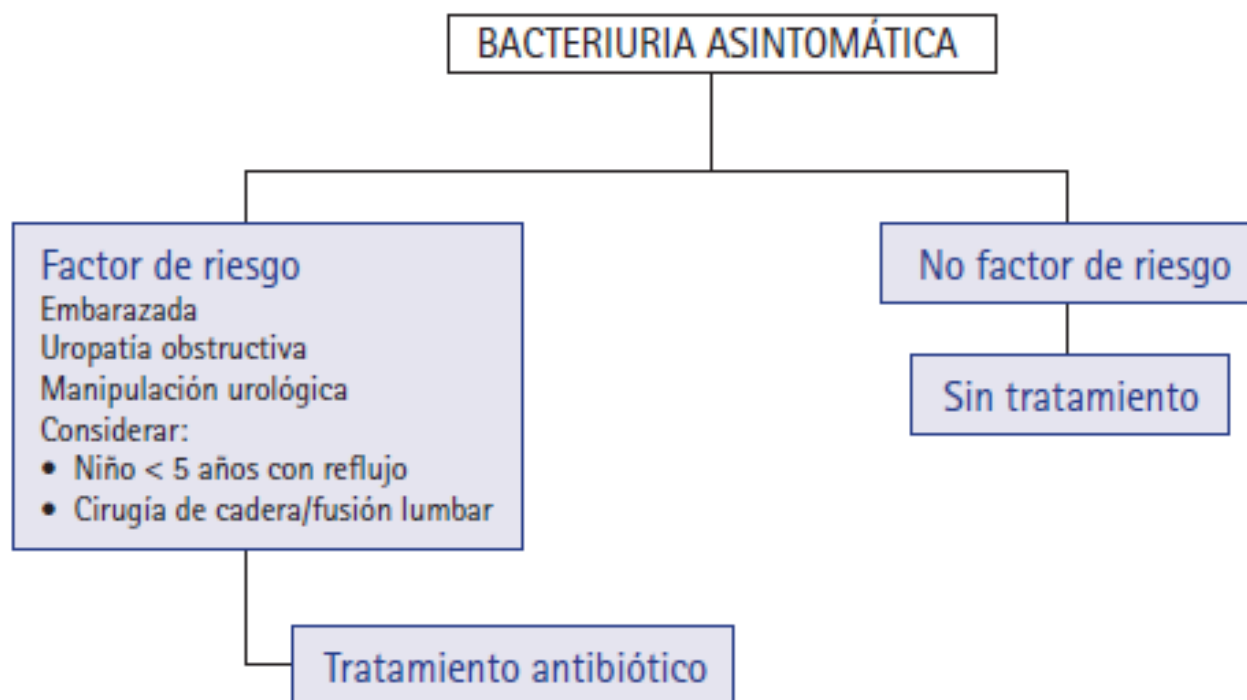 BACTERIURIA ASINTOMÁTICA
Factor de riesgo
Embarazada
Uropatía obstructiva
Manipulación urológica
Considerar:
• Niño < 5 años con reflujo
• Cirugía de cadera/fusión lumbar
No factor de riesgo
Sin tratamiento
Tratamiento antibiótico